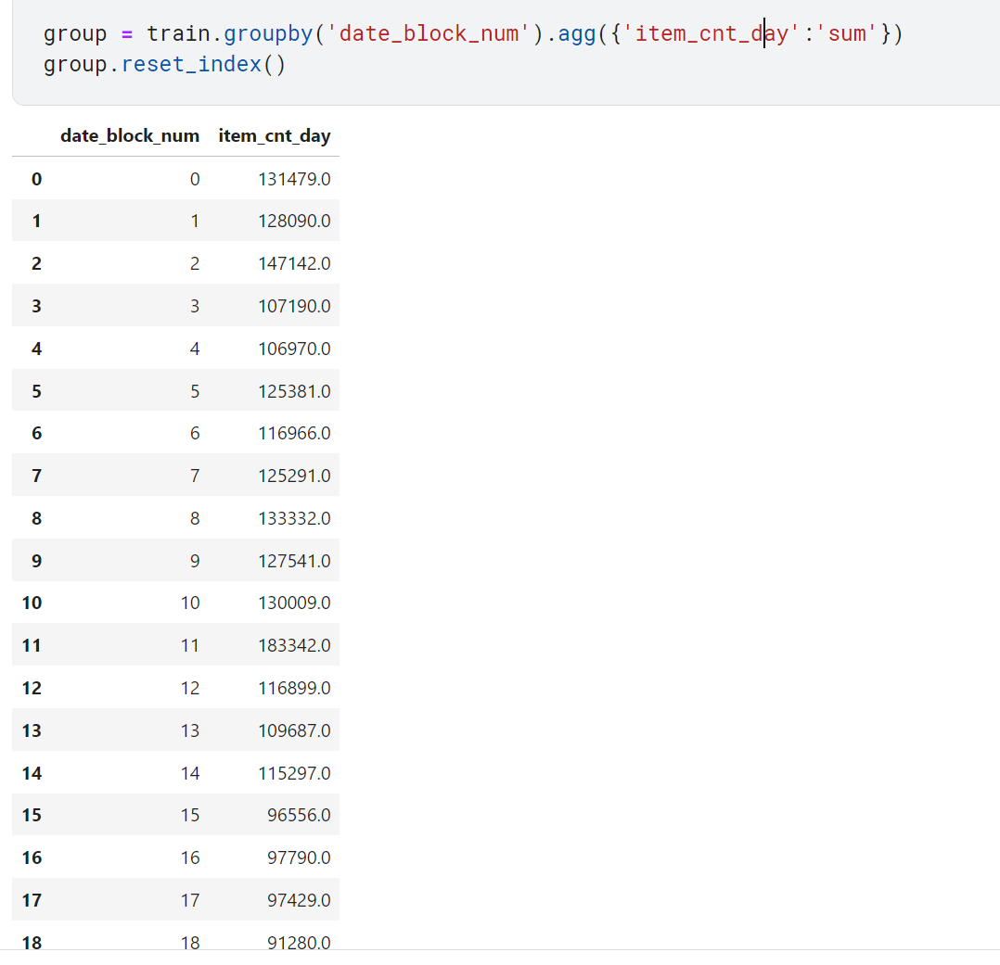 group = train.groupby('date_block_num').agg({'item_cnt_day':'sum'})
group.reset_index()
date_block_num item_cnt_day
0 0 131479.0
1 1 128090.0
2 2 147142.0
3 3 107190.0
4 4 106970.0
5 5 125381.0
6 6 116966.0
7 7 125291.0
8 8 133332.0
9 9 127541.0
10 10 130009.0
11 11 183342.0
12 12 116899.0
13 13 109687.0
14 14 115297.0
15 15 96556.0
16 16 97790.0
17 17 97429.0
18 18 91280.0